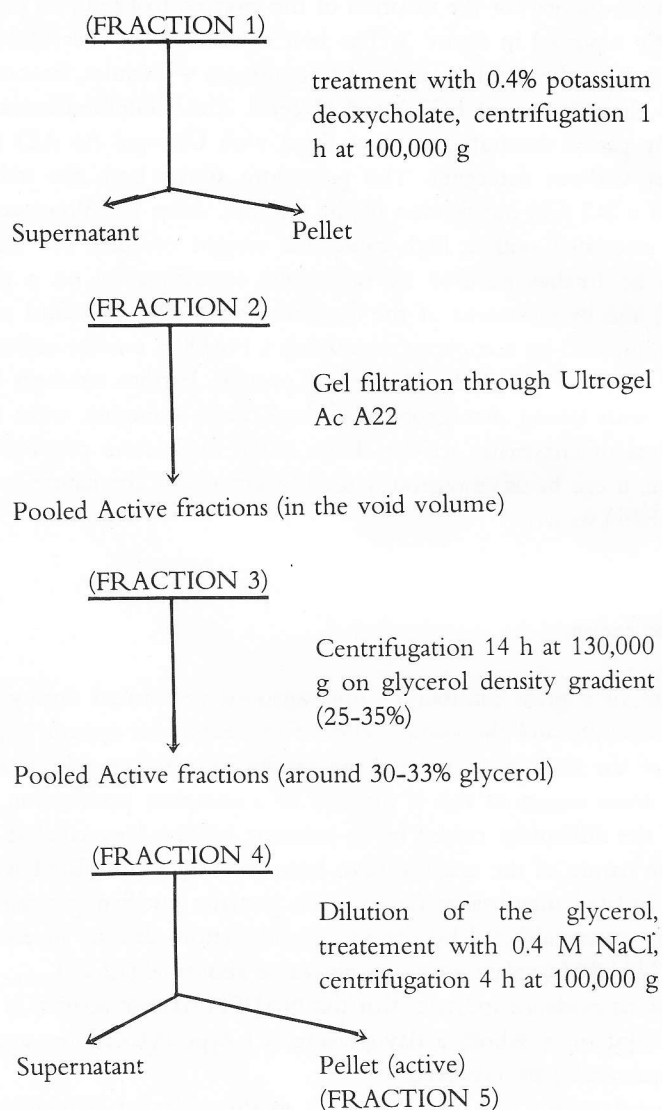 (FRACTION 1)
treatment with 0.4% potassium
deoxycholate, centrifugation 1
h at 100,000 g
Supernatant Pellet
(FRACTION 2)
Gel filtration through Ultrogel
Ac A22
Pooled Active fractions (in the void volume)
(FRACTION 3)
Centrifugation 14 h at 130,000
g on glycerol density gradient
(25-35%)
Pooled Active fractions (around 30-33% glycerol)
(FRACTION 4)
Dilution of the glycerol,
treatement with 0.4 M NaCl,
centrifugation 4 h at 100,000 g
Supernatant Pellet (active)
(FRACTION 5)